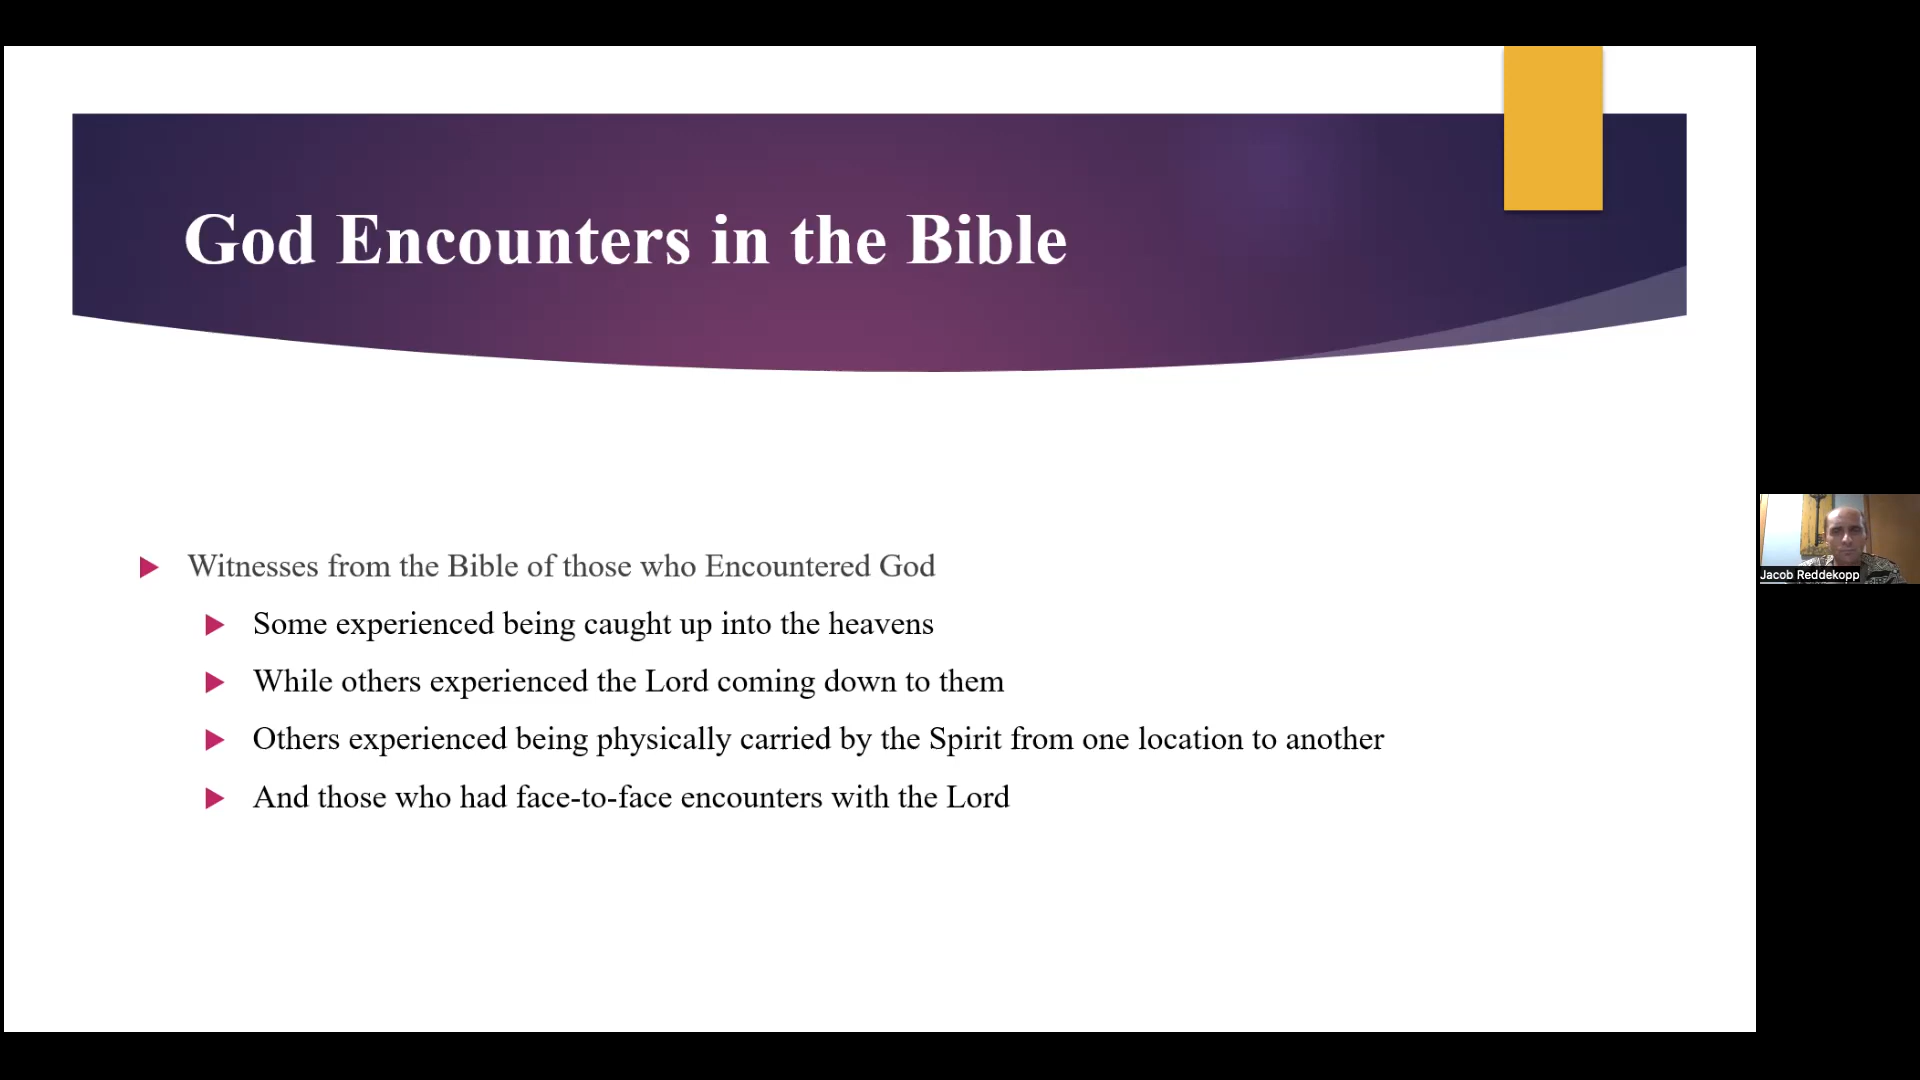 God Encounters in the Bible
Witnesses from the Bible of those who Encountered God
Some experienced being caught up into the heavens
While others experienced the Lord coming down to them
Others experienced being physically carried by the Spirit from one location to another
And those who had face-to-face encounters with the Lord
Jacob Reddekopp